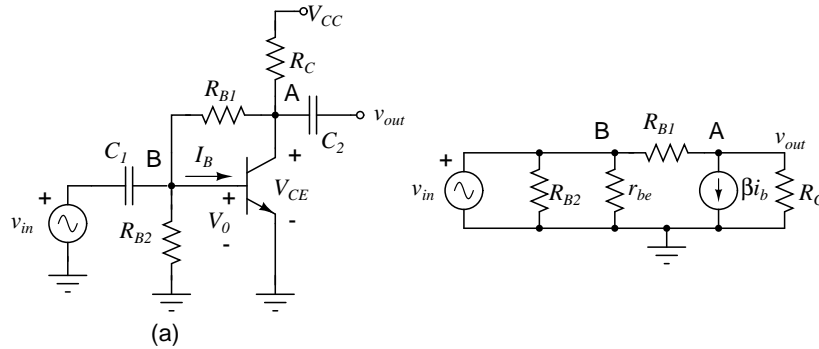 V_CC
R_C
R_B1
A
v_out
C_2
C_1
B
I_B
+
+
V_CE
+
v_in
V_0
-
R_B2
-
(a)
B
R_B1
A
v_out
+
v_in
R_B2
r_be
βi_b
R_C